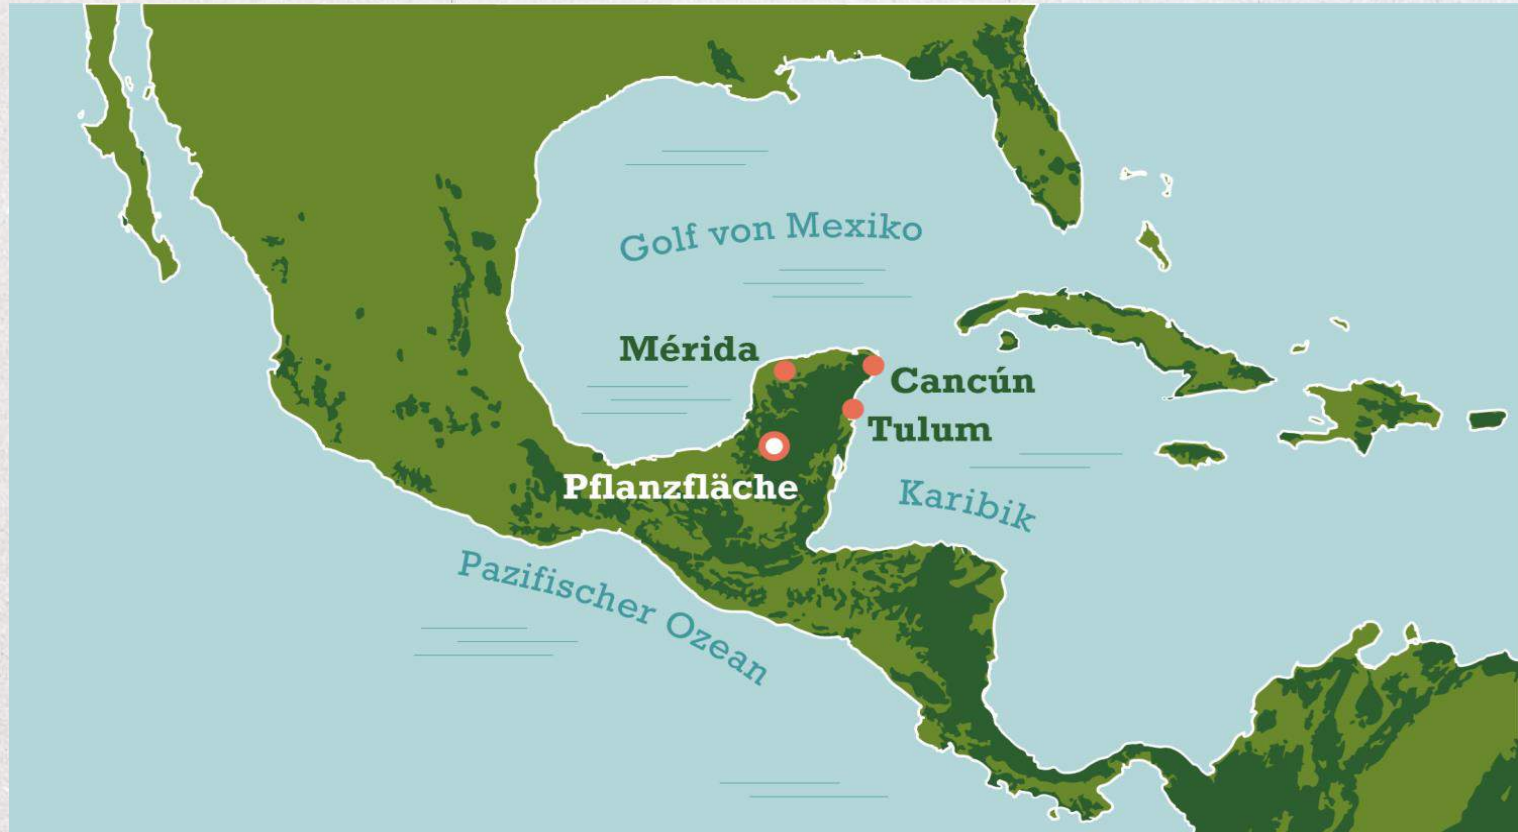 Golf von Mexiko
Mérida
Cancún
Tulum
Pflanzfläche
Karibik
Pazifischer Ozean